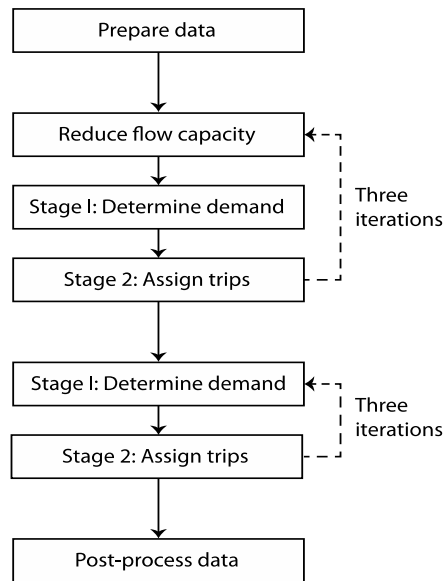 Prepare data
Reduce flow capacity
Stage I: Determine demand
Stage 2: Assign trips
Three
iterations
Stage I: Determine demand
Stage 2: Assign trips
Three
iterations
Post-process data